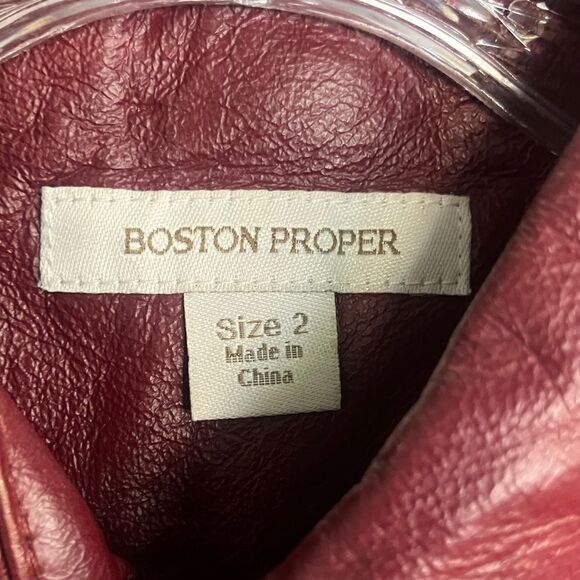 BOSTON PROPER
Size 2
Made in
China